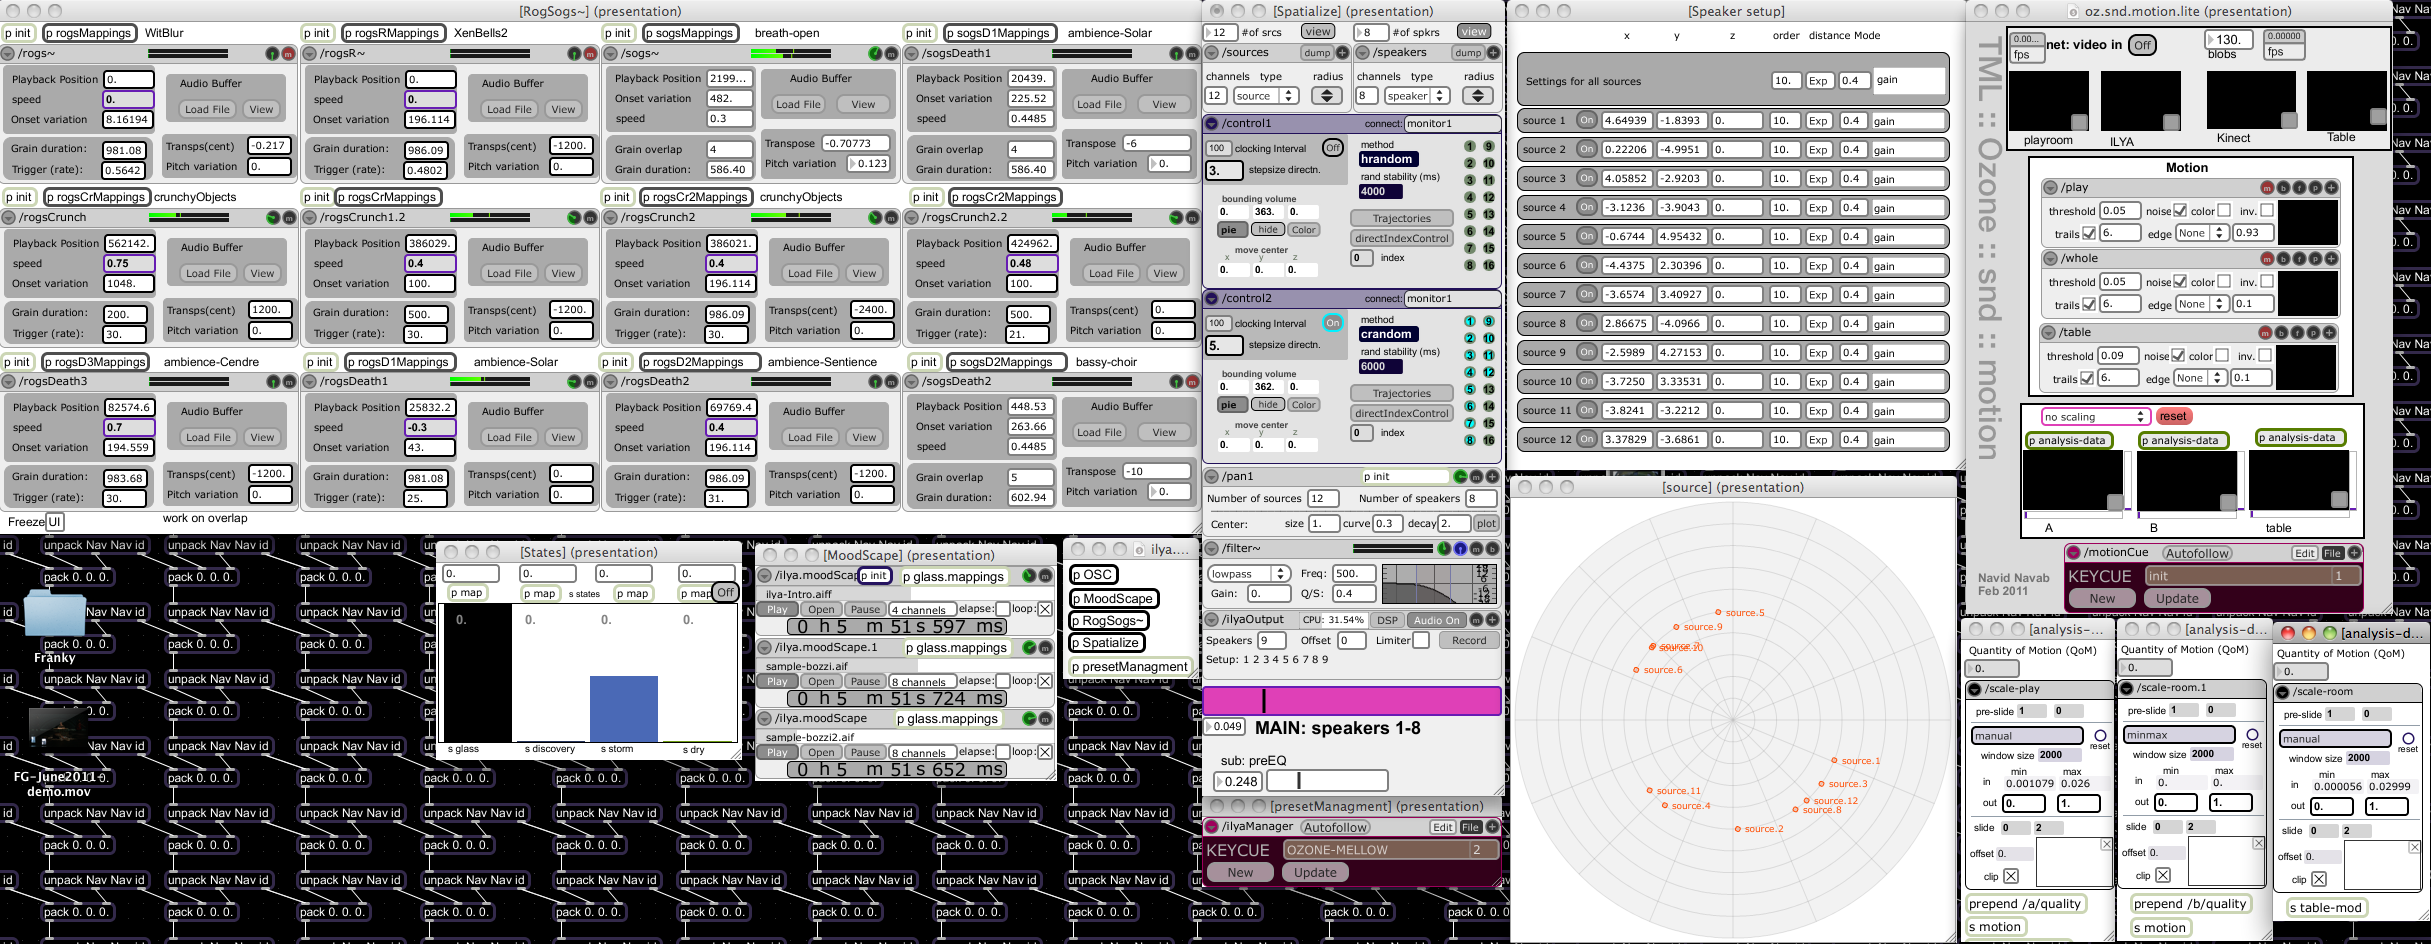 [RogSogs~] (presentation)
p init p rogsMappings WitBlur
p init p rogsRMappings XenBells2
p init p sogsMappings breath-open
p init p sogsD1Mappings ambience-Solar
/rogs~
Playback Position 0.
speed 0.
Onset variation 8.16194
Audio Buffer
Load File View
Grain duration: 981.08
Trigger (rate): 0.5642
Transps(cent) -0.217
Pitch variation 0.
/rogsR~
Playback Position 0.
speed 0.
Onset variation 196.114
Audio Buffer
Load File View
Grain duration: 986.09
Trigger (rate): 0.4802
Transps(cent) -1200.
Pitch variation 0.
/sogs~
Playback Position 2199...
Onset variation 482.
speed 0.3
Audio Buffer
Load File View
Grain overlap 4
Grain duration: 586.40
Transpose -0.70773
Pitch variation 0.123
/sogsDeath1
Playback Position 20439.
Onset variation 225.52
speed 0.4485
Audio Buffer
Load File View
Grain overlap 4
Grain duration: 586.40
Transpose -6
Pitch variation 0.
p init p rogsCrMappings crunchyObjects
p init p rogsCrMappings
p init p rogsCr2Mappings crunchyObjects
p init p rogsCr2Mappings
/rogsCrunch
Playback Position 562142.
speed 0.75
Onset variation 1048.
Audio Buffer
Load File View
Grain duration: 200.
Trigger (rate): 30.
Transps(cent) 1200.
Pitch variation 0.
/rogsCrunch1.2
Playback Position 386029.
speed 0.4
Onset variation 100.
Audio Buffer
Load File View
Grain duration: 500.
Trigger (rate): 30.
Transps(cent) -1200.
Pitch variation 0.
/rogsCrunch2
Playback Position 386021.
speed 0.4
Onset variation 196.114
Audio Buffer
Load File View
Grain duration: 986.09
Trigger (rate): 30.
Transps(cent) -2400.
Pitch variation 0.
/rogsCrunch2.2
Playback Position 424962.
speed 0.48
Onset variation 100.
Audio Buffer
Load File View
Grain duration: 500.
Trigger (rate): 21.
Transps(cent) 0.
Pitch variation 0.
p init p rogsD3Mappings ambience-Cendre
p init p rogsD1Mappings ambience-Solar
p init p rogsD2Mappings ambience-Sentience
p init p sogsD2Mappings bassy-choir
/rogsDeath3
Playback Position 82574.6
speed 0.7
Onset variation 194.559
Audio Buffer
Load File View
Grain duration: 983.68
Trigger (rate): 30.
Transps(cent) -1200.
Pitch variation 0.
/rogsDeath1
Playback Position 25832.2
speed -0.3
Onset variation 43.
Audio Buffer
Load File View
Grain duration: 981.08
Trigger (rate): 25.
Transps(cent) 0.
Pitch variation 0.
/rogsDeath2
Playback Position 69769.4
speed 0.4
Onset variation 196.114
Audio Buffer
Load File View
Grain duration: 986.09
Trigger (rate): 31.
Transps(cent) -1200.
Pitch variation 0.
/sogsDeath2
Playback Position 448.53
Onset variation 263.66
speed 0.4485
Audio Buffer
Load File View
Grain overlap 5
Grain duration: 602.94
Transpose -10
Pitch variation 0.
Freeze UI work on overlap
Franky
FG-June2011-
demo.mov
[States] (presentation)
0. 0. 0. 0.
p map p map s states p map p map Off
0. 0. 0. 0.
s glass s discovery s storm s dry
[MoodScape] (presentation)
/ilya.moodScap p init p glass.mappings
ilya-Intro.aiff
Play Open Pause 4 channels elapse: loop:
0 h 5 m 51 s 597 ms
/ilya.moodScape.1 p glass.mappings
sample-bozzi.aif
Play Open Pause 8 channels elapse: loop:
0 h 5 m 51 s 724 ms
/ilya.moodScape p glass.mappings
sample-bozzi2.aif
Play Open Pause 8 channels elapse: loop:
0 h 5 m 51 s 652 ms
ilya....
p OSC
p MoodScape
p RogSogs~
p Spatialize
p presetManagment
[Spatialize] (presentation)
12 #of srcs view 8 #of spkrs view
/sources dump /speakers dump
channels type radius channels type radius
12 source 8 speaker
/control1 connect: monitor1
100 clocking Interval Off
3. stepsize directn.
method
hrandom
rand stability (ms)
4000
bounding volume
0. 363. 0.
pie hide Color
move center
x y z
0. 0. 0.
Trajectories
directIndexControl
0 index
1 9
2 10
3 11
4 12
5 13
6 14
7 15
8 16
/control2 connect: monitor1
100 clocking Interval On
5. stepsize directn.
method
crandom
rand stability (ms)
6000
bounding volume
0. 362. 0.
pie hide Color
move center
x y z
0. 0. 0.
Trajectories
directIndexControl
0 index
1 9
2 10
3 11
4 12
5 13
6 14
7 15
8 16
/pan1 p init
Number of sources 12 Number of speakers 8
Center: size 1. curve 0.3 decay 2. plot
/filter~
lowpass Freq: 500.
Gain: 0. Q/S: 0.4
/ilyaOutput CPU: 31.54% DSP Audio On
Speakers 9 Offset 0 Limiter Record
Setup: 1 2 3 4 5 6 7 8 9
0.049 MAIN: speakers 1-8
sub: preEQ
0.248
[presetManagment] (presentation)
/ilyaManager Autofollow Edit File
KEYCUE OZONE-MELLOW 2
New Update
[Speaker setup]
x y z order distance Mode
Settings for all sources 10. Exp 0.4 gain
source 1 On 4.64939 -1.8393 0. 10. Exp 0.4 gain
source 2 On 0.22206 -4.9951 0. 10. Exp 0.4 gain
source 3 On 4.05852 -2.9203 0. 10. Exp 0.4 gain
source 4 On -3.1236 -3.9043 0. 10. Exp 0.4 gain
source 5 On -0.6744 4.95432 0. 10. Exp 0.4 gain
source 6 On -4.4375 2.30396 0. 10. Exp 0.4 gain
source 7 On -3.6574 3.40927 0. 10. Exp 0.4 gain
source 8 On 2.86675 -4.0966 0. 10. Exp 0.4 gain
source 9 On -2.5989 4.27153 0. 10. Exp 0.4 gain
source 10 On -3.7250 3.33531 0. 10. Exp 0.4 gain
source 11 On -3.8241 -3.2212 0. 10. Exp 0.4 gain
source 12 On 3.37829 -3.6861 0. 10. Exp 0.4 gain
[source] (presentation)
source.5
source.9
source.6
source.1
source.3
source.11
source.12
source.4
source.8
source.2
oz.snd.motion.lite (presentation)
TML :: Ozone :: snd :: motion
0.00... fps net: video in Off 130. blobs 0.00000 fps
playroom ILYA Kinect Table
Motion
/play
threshold 0.05 noise color inv.
trails 6. edge None 0.93
/whole
threshold 0.05 noise color inv.
trails 6. edge None 0.1
/table
threshold 0.09 noise color inv.
trails 6. edge None 0.1
no scaling reset
p analysis-data p analysis-data p analysis-data
A B table
Navid Navab
Feb 2011
/motionCue Autofollow Edit File
KEYCUE init 1
New Update
[analysis-...
Quantity of Motion (QoM)
0.
/scale-play
pre-slide 1 0
manual reset
window size 2000
min max
in 0.001079 0.026
out 0. 1.
slide 0 2
offset 0.
clip
prepend /a/quality
s motion
[analysis-d...
Quantity of Motion (QoM)
0.
/scale-room.1
pre-slide 1 0
minmax reset
window size 2000
min max
in 0. 0.
out 0. 1.
slide 0 2
offset 0.
clip
prepend /b/quality
s motion
[analysis-d...
Quantity of Motion (QoM)
0.
/scale-room
pre-slide 1 0
manual reset
window size 2000
min max
in 0.000056 0.02999
out 0. 1.
slide 0 2
offset 0.
clip
s table-mod